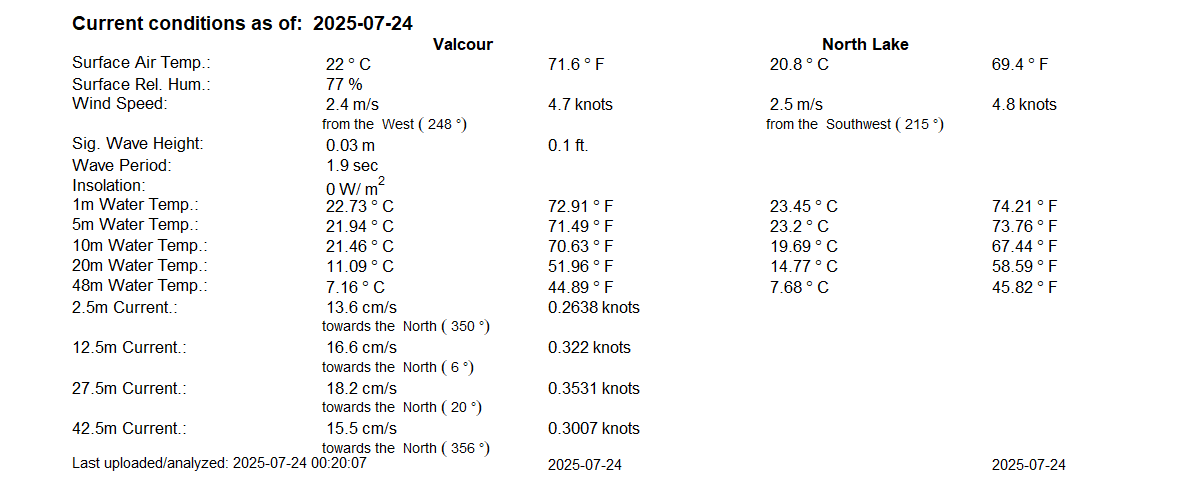 Current conditions as of: 2025-07-24
Valcour North Lake
Surface Air Temp.: 22 ° C 71.6 ° F 20.8 ° C 69.4 ° F
Surface Rel. Hum.: 77 %
Wind Speed: 2.4 m/s 4.7 knots 2.5 m/s 4.8 knots
from the West ( 248 °) from the Southwest ( 215 °)
Sig. Wave Height: 0.03 m 0.1 ft.
Wave Period: 1.9 sec
Insolation: 0 W/ m²
1m Water Temp.: 22.73 ° C 72.91 ° F 23.45 ° C 74.21 ° F
5m Water Temp.: 21.94 ° C 71.49 ° F 23.2 ° C 73.76 ° F
10m Water Temp.: 21.46 ° C 70.63 ° F 19.69 ° C 67.44 ° F
20m Water Temp.: 11.09 ° C 51.96 ° F 14.77 ° C 58.59 ° F
48m Water Temp.: 7.16 ° C 44.89 ° F 7.68 ° C 45.82 ° F
2.5m Current.: 13.6 cm/s 0.2638 knots
towards the North ( 350 °)
12.5m Current.: 16.6 cm/s 0.322 knots
towards the North ( 6 °)
27.5m Current.: 18.2 cm/s 0.3531 knots
towards the North ( 20 °)
42.5m Current.: 15.5 cm/s 0.3007 knots
towards the North ( 356 °)
Last uploaded/analyzed: 2025-07-24 00:20:07 2025-07-24 2025-07-24